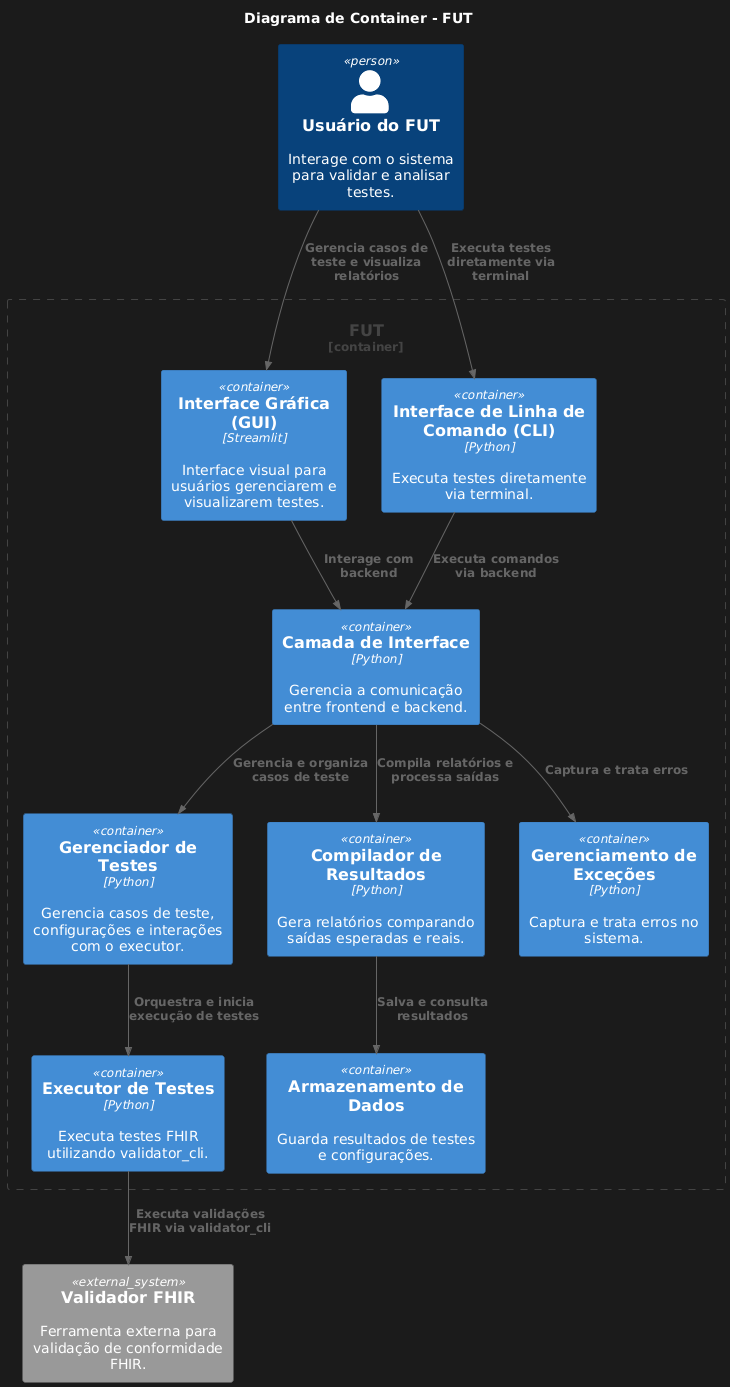 Diagrama de Container - FUT
«person»
Usuário do FUT
Interage com o sistema
para validar e analisar
testes.
Gerencia casos de
teste e visualiza
relatórios
Executa testes
diretamente via
terminal
FUT
[container]
«container»
Interface Gráfica
(GUI)
[Streamlit]
Interface visual para
usuários gerenciarem e
visualizarem testes.
«container»
Interface de Linha de
Comando (CLI)
[Python]
Executa testes diretamente
via terminal.
Interage com
backend
Executa comandos
via backend
«container»
Camada de Interface
[Python]
Gerencia a comunicação
entre frontend e backend.
Gerencia e organiza
casos de teste
Compila relatórios e
processa saídas
Captura e trata erros
«container»
Gerenciador de
Testes
[Python]
Gerencia casos de teste,
configurações e interações
com o executor.
«container»
Compilador de
Resultados
[Python]
Gera relatórios comparando
saídas esperadas e reais.
«container»
Gerenciamento de
Exceções
[Python]
Captura e trata erros no
sistema.
Orquestra e inicia
execução de testes
Salva e consulta
resultados
«container»
Executor de Testes
[Python]
Executa testes FHIR
utilizando validator_cli.
«container»
Armazenamento de
Dados
Guarda resultados de testes
e configurações.
Executa validações
FHIR via validator_cli
«external_system»
Validador FHIR
Ferramenta externa para
validação de conformidade
FHIR.